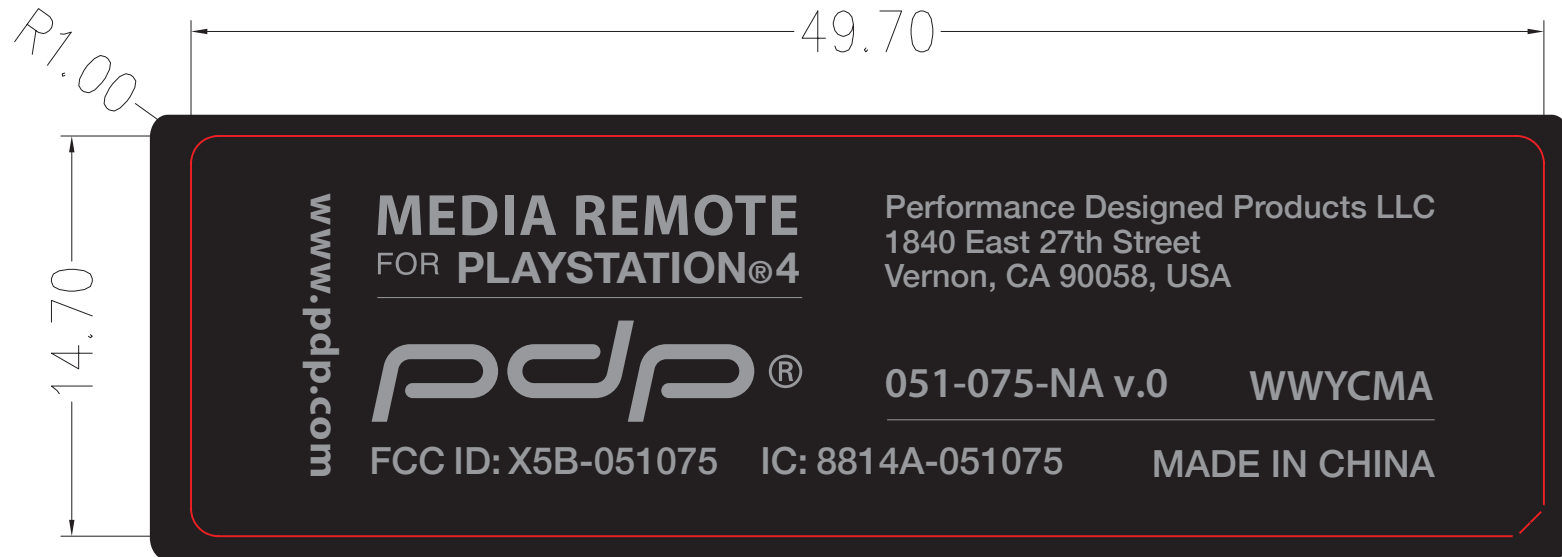 49.70
R1.00
14.70
www.pdp.com
MEDIA REMOTE
FOR PLAYSTATION®4
pdp®
FCC ID: X5B-051075 IC: 8814A-051075
Performance Designed Products LLC
1840 East 27th Street
Vernon, CA 90058, USA
051-075-NA v.0 WWYCMA
MADE IN CHINA